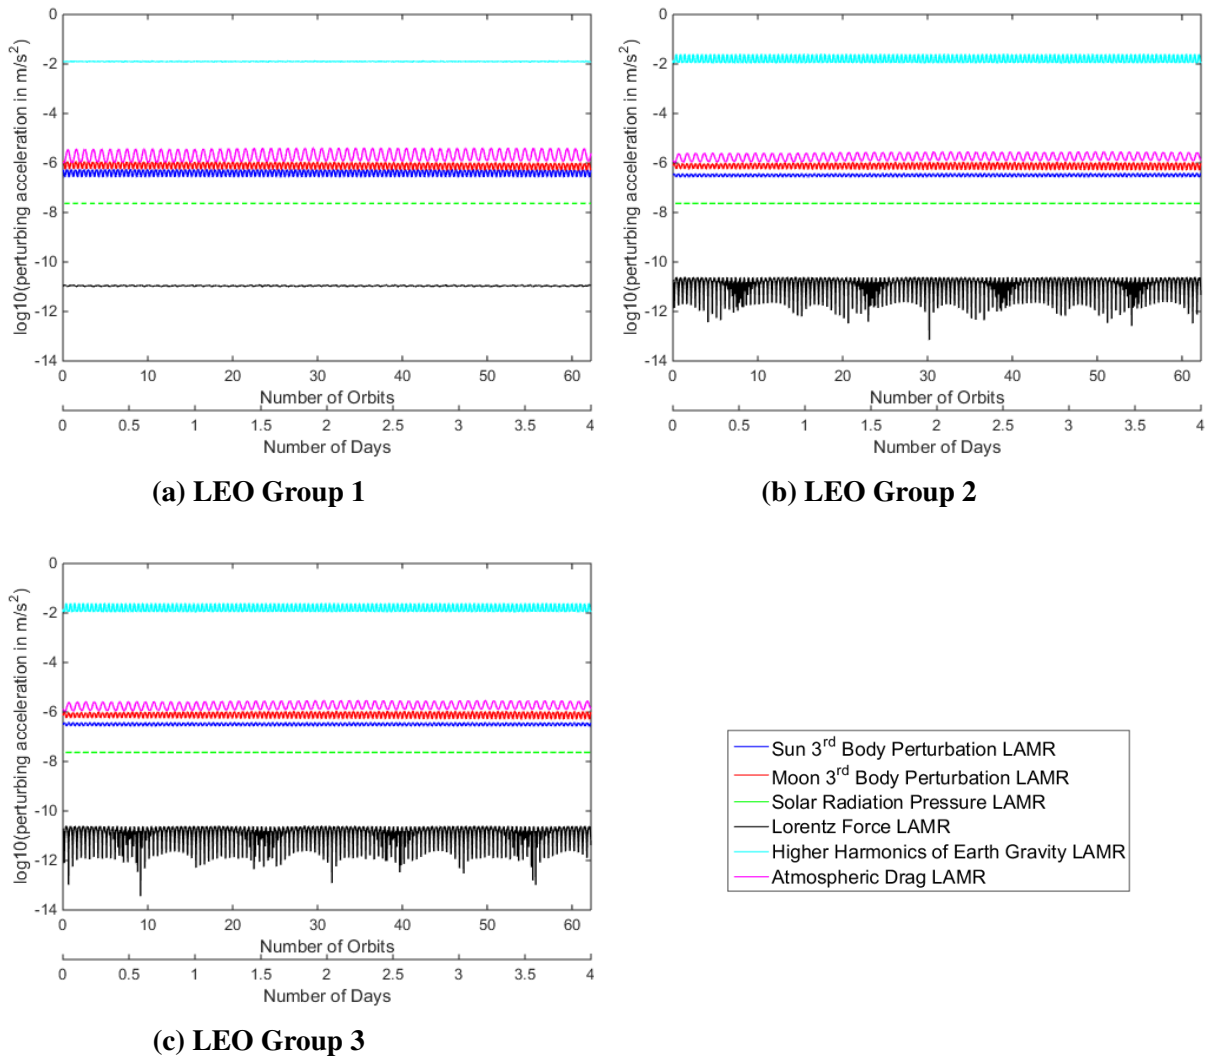 0
-2
-4
-6
-8
-10
-12
-14
log10(perturbing acceleration in m/s²)
0 10 20 30 40 50 60
Number of Orbits
0 0.5 1 1.5 2 2.5 3 3.5 4
Number of Days
(a) LEO Group 1
0
-2
-4
-6
-8
-10
-12
-14
log10(perturbing acceleration in m/s²)
0 10 20 30 40 50 60
Number of Orbits
0 0.5 1 1.5 2 2.5 3 3.5 4
Number of Days
(b) LEO Group 2
0
-2
-4
-6
-8
-10
-12
-14
log10(perturbing acceleration in m/s²)
0 10 20 30 40 50 60
Number of Orbits
0 0.5 1 1.5 2 2.5 3 3.5 4
Number of Days
(c) LEO Group 3
Sun 3rd Body Perturbation LAMR
Moon 3rd Body Perturbation LAMR
Solar Radiation Pressure LAMR
Lorentz Force LAMR
Higher Harmonics of Earth Gravity LAMR
Atmospheric Drag LAMR